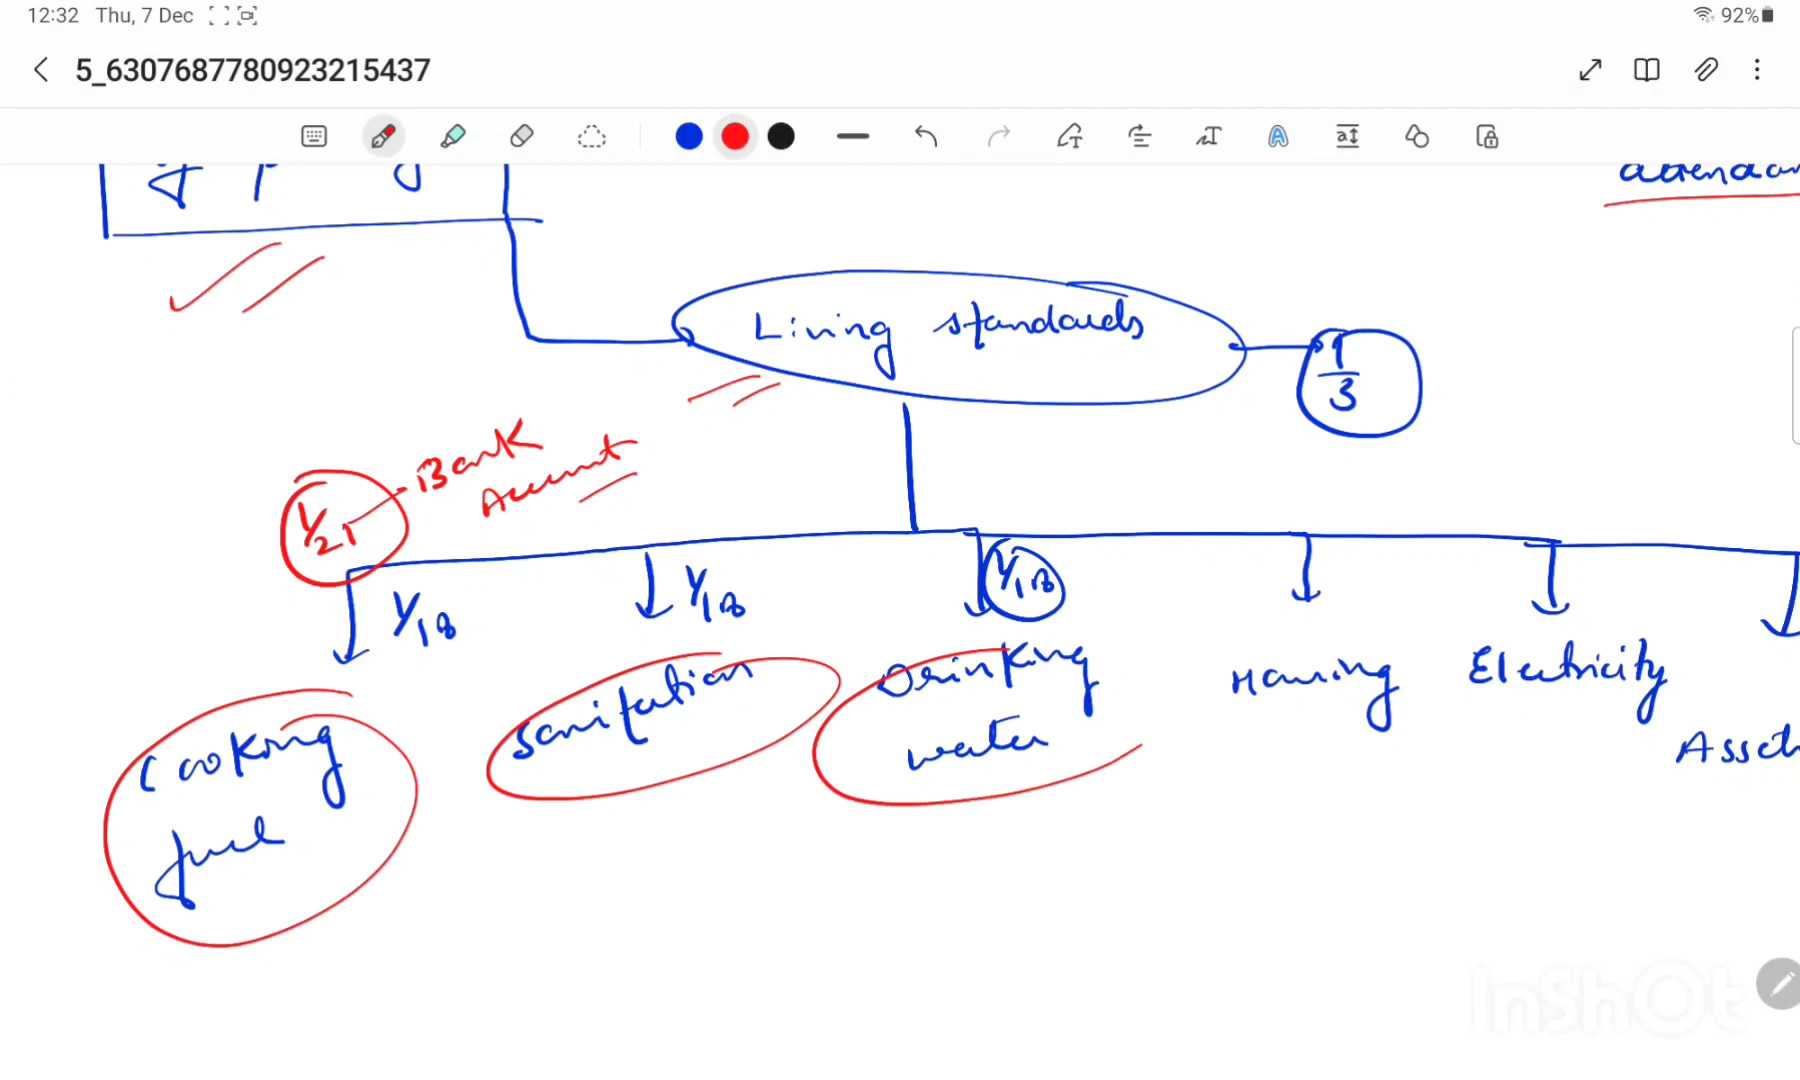 12:32 Thu, 7 Dec 92%
5_6307687780923215437
Living standards
1/3
Bank
Account
1/21
1/18 1/18 1/18
Cooking
fuel
Sanitation
Drinking
water
Housing
Electricity
Asset
InShOt